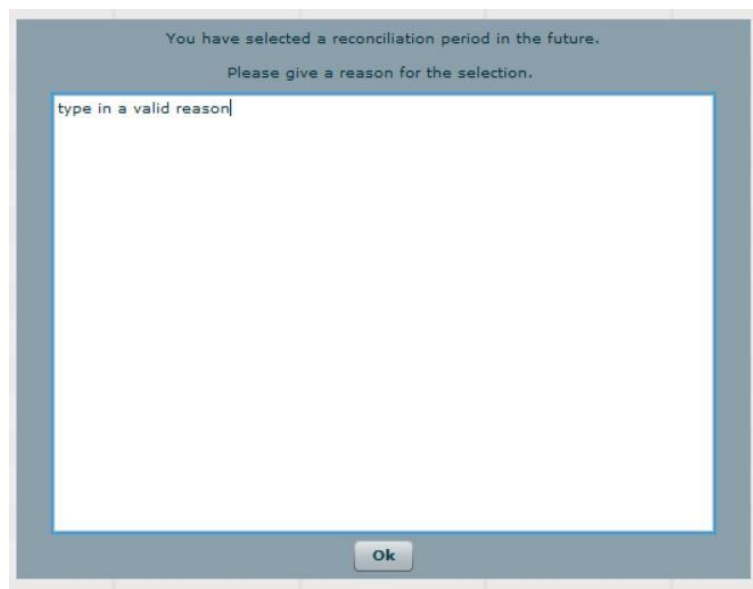 You have selected a reconciliation period in the future.
Please give a reason for the selection.
type in a valid reason
Ok